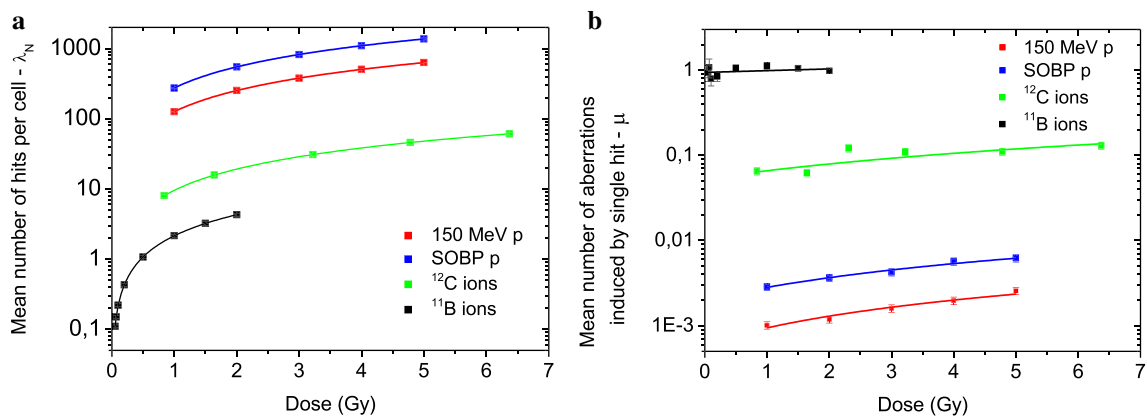 a
Mean number of hits per cell - λN
1000
100
10
1
0,1
0 1 2 3 4 5 6 7
Dose (Gy)
150 MeV p
SOBP p
12C ions
11B ions
b
Mean number of aberrations
induced by single hit - μ
1
0,1
0,01
1E-3
0 1 2 3 4 5 6 7
Dose (Gy)
150 MeV p
SOBP p
12C ions
11B ions